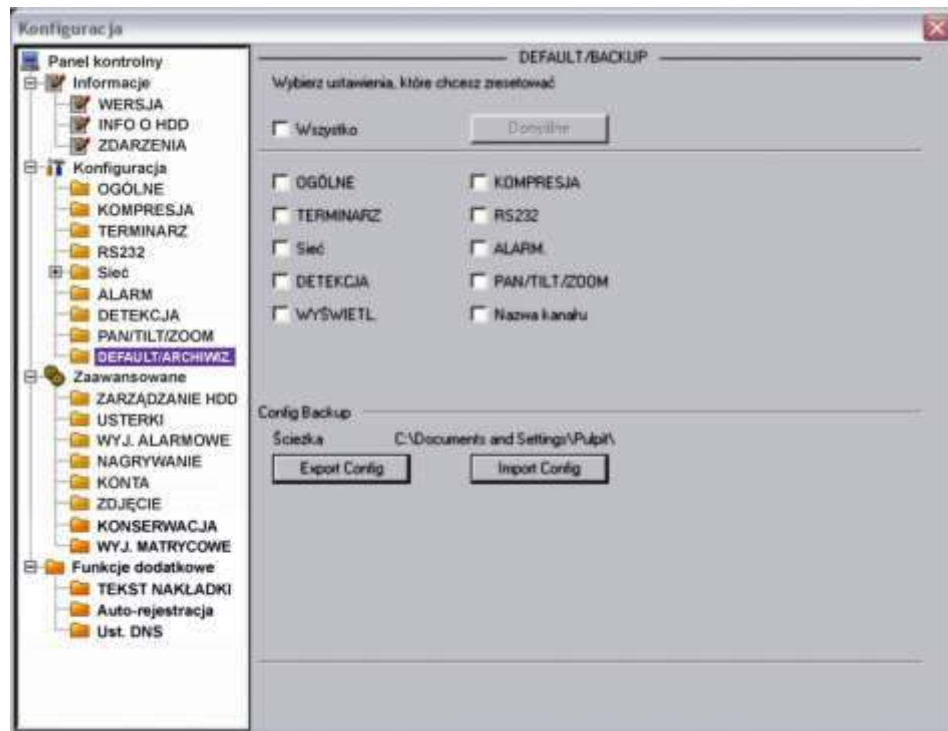 Konfiguracja
Panel kontrolny
Informacje
WERSJA
INFO O HDD
ZDARZENIA
Konfiguracja
OGÓLNE
KOMPRESJA
TERMINARZ
RS232
Sieć
ALARM
DETEKCJA
PAN/TILT/ZOOM
DEFAULT/ARCHIWIZ.
Zaawansowane
ZARZĄDZANIE HDD
USTERKI
WYJ. ALARMOWE
NAGRYWANIE
KONTA
ZDJĘCIE
KONSERWACJA
WYJ. MATRYCOWE
Funkcje dodatkowe
TEKST NAKŁADKI
Auto-rejestracja
Ust. DNS
DEFAULT/BACKUP
Wybierz ustawienia, które chcesz zresetować
Wszystko Domyślne
OGÓLNE KOMPRESJA
TERMINARZ RS232
Sieć ALARM.
DETEKCJA PAN/TILT/ZOOM
WYŚWIETL. Nazwa kanału
Config Backup
Ścieżka C:\Documents and Settings\Pulpit\
Export Config Import Config